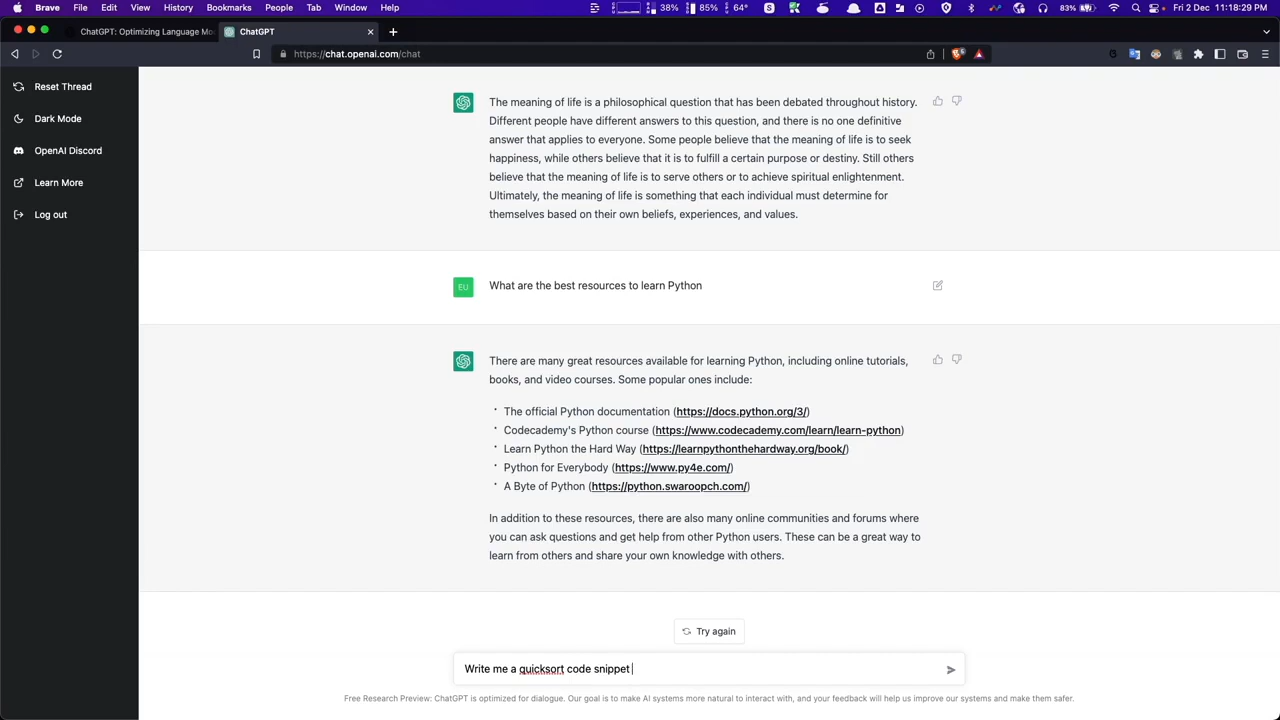 Brave File Edit View History Bookmarks People Tab Window Help
Fri 2 Dec 11:18:29 PM
ChatGPT: Optimizing Language Mo
ChatGPT
https://chat.openai.com/chat
Reset Thread
Dark Mode
OpenAI Discord
Learn More
Log out
The meaning of life is a philosophical question that has been debated throughout history.
Different people have different answers to this question, and there is no one definitive
answer that applies to everyone. Some people believe that the meaning of life is to seek
happiness, while others believe that it is to fulfill a certain purpose or destiny. Still others
believe that the meaning of life is to serve others or to achieve spiritual enlightenment.
Ultimately, the meaning of life is something that each individual must determine for
themselves based on their own beliefs, experiences, and values.
EU
What are the best resources to learn Python
There are many great resources available for learning Python, including online tutorials,
books, and video courses. Some popular ones include:
• The official Python documentation (https://docs.python.org/3/)
• Codecademy's Python course (https://www.codecademy.com/learn/learn-python)
• Learn Python the Hard Way (https://learnpythonthehardway.org/book/)
• Python for Everybody (https://www.py4e.com/)
• A Byte of Python (https://python.swaroopch.com/)
In addition to these resources, there are also many online communities and forums where
you can ask questions and get help from other Python users. These can be a great way to
learn from others and share your own knowledge with others.
Try again
Write me a quicksort code snippet
Free Research Preview: ChatGPT is optimized for dialogue. Our goal is to make AI systems more natural to interact with, and your feedback will help us improve our systems and make them safer.